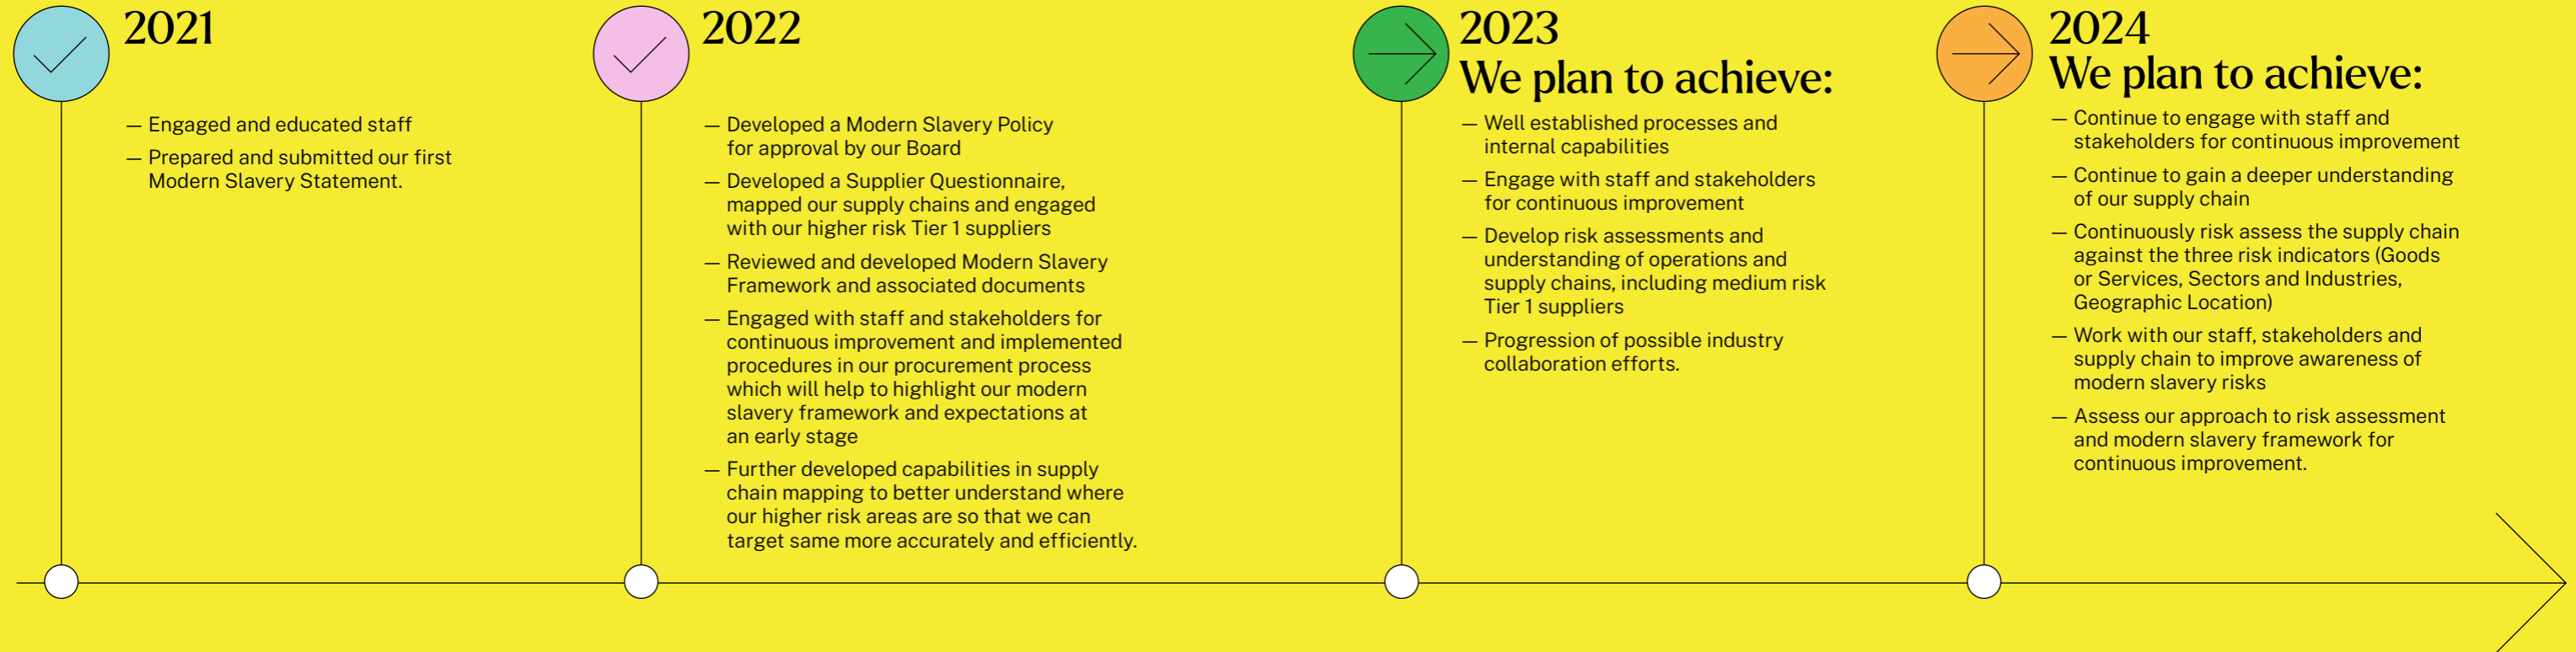 2021
— Engaged and educated staff
— Prepared and submitted our first
Modern Slavery Statement.
2022
— Developed a Modern Slavery Policy
for approval by our Board
— Developed a Supplier Questionnaire,
mapped our supply chains and engaged
with our higher risk Tier 1 suppliers
— Reviewed and developed Modern Slavery
Framework and associated documents
— Engaged with staff and stakeholders for
continuous improvement and implemented
procedures in our procurement process
which will help to highlight our modern
slavery framework and expectations at
an early stage
— Further developed capabilities in supply
chain mapping to better understand where
our higher risk areas are so that we can
target same more accurately and efficiently.
2023
We plan to achieve:
— Well established processes and
internal capabilities
— Engage with staff and stakeholders
for continuous improvement
— Develop risk assessments and
understanding of operations and
supply chains, including medium risk
Tier 1 suppliers
— Progression of possible industry
collaboration efforts.
2024
We plan to achieve:
— Continue to engage with staff and
stakeholders for continuous improvement
— Continue to gain a deeper understanding
of our supply chain
— Continuously risk assess the supply chain
against the three risk indicators (Goods
or Services, Sectors and Industries,
Geographic Location)
— Work with our staff, stakeholders and
supply chain to improve awareness of
modern slavery risks
— Assess our approach to risk assessment
and modern slavery framework for
continuous improvement.